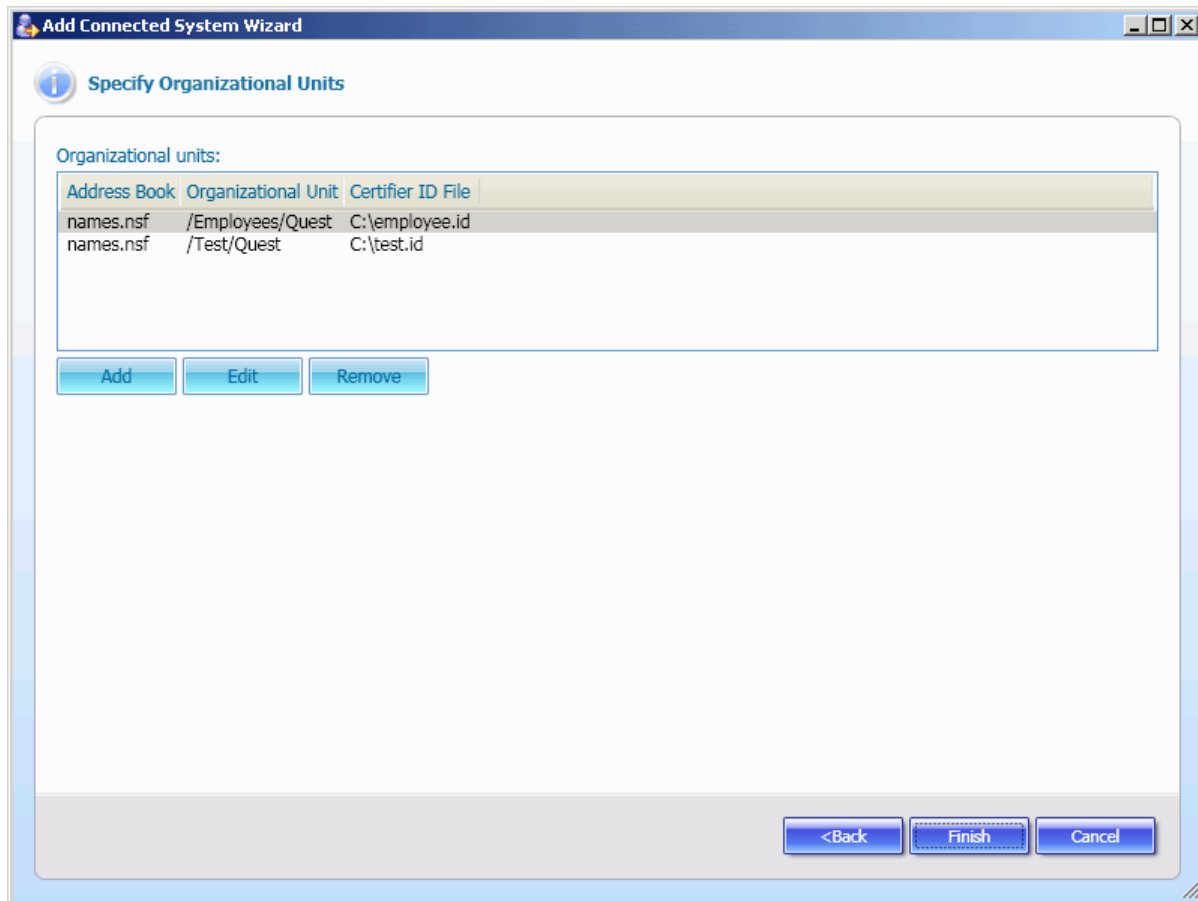 Add Connected System Wizard
Specify Organizational Units
Organizational units:
Address Book Organizational Unit Certifier ID File
names.nsf /Employees/Quest C:\employee.id
names.nsf /Test/Quest C:\test.id
Add Edit Remove
<Back Finish Cancel